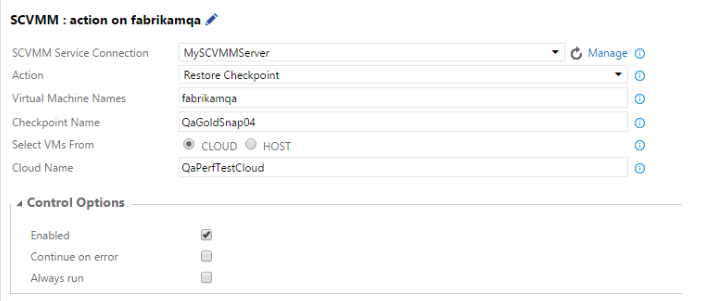 SCVMM : action on fabrikamqa
SCVMM Service Connection MySCVMMServer Manage
Action Restore Checkpoint
Virtual Machine Names fabrikamqa
Checkpoint Name QaGoldSnap04
Select VMs From CLOUD HOST
Cloud Name QaPerfTestCloud
Control Options
Enabled
Continue on error
Always run